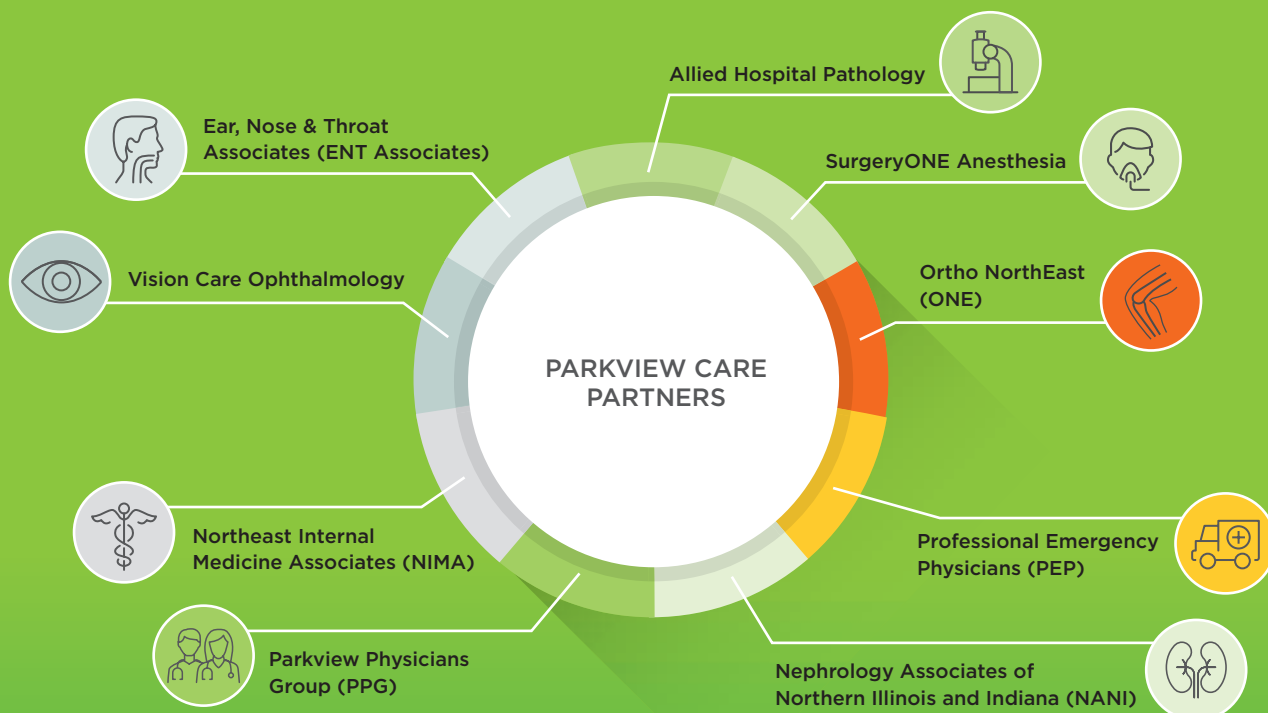 Allied Hospital Pathology
Ear, Nose & Throat
Associates (ENT Associates)
SurgeryONE Anesthesia
Vision Care Ophthalmology
Ortho NorthEast
(ONE)
PARKVIEW CARE
PARTNERS
Northeast Internal
Medicine Associates (NIMA)
Professional Emergency
Physicians (PEP)
Parkview Physicians
Group (PPG)
Nephrology Associates of
Northern Illinois and Indiana (NANI)